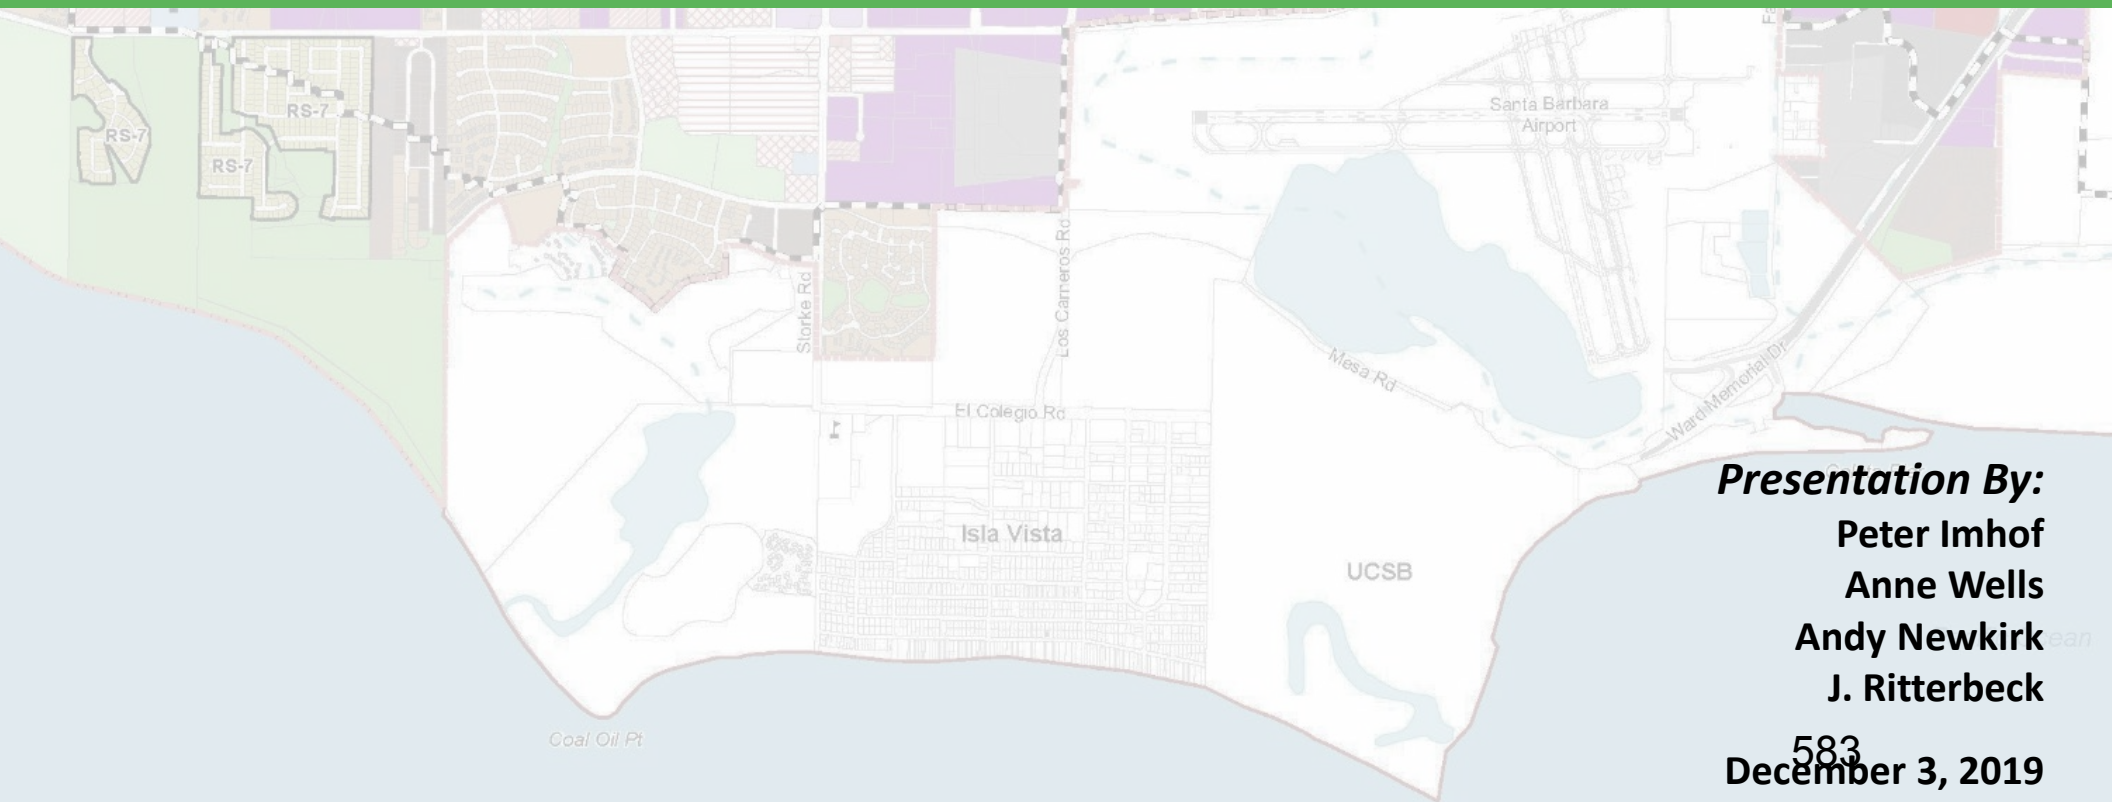 RS-7
RS-7
RS-7
Santa Barbara
Airport
Storke Rd
Los Carneros Rd
Mesa Rd
Ward Memorial Dr
El Colegio Rd
Isla Vista
UCSB
Coal Oil Pt
Presentation By:
Peter Imhof
Anne Wells
Andy Newkirk
J. Ritterbeck
583
December 3, 2019